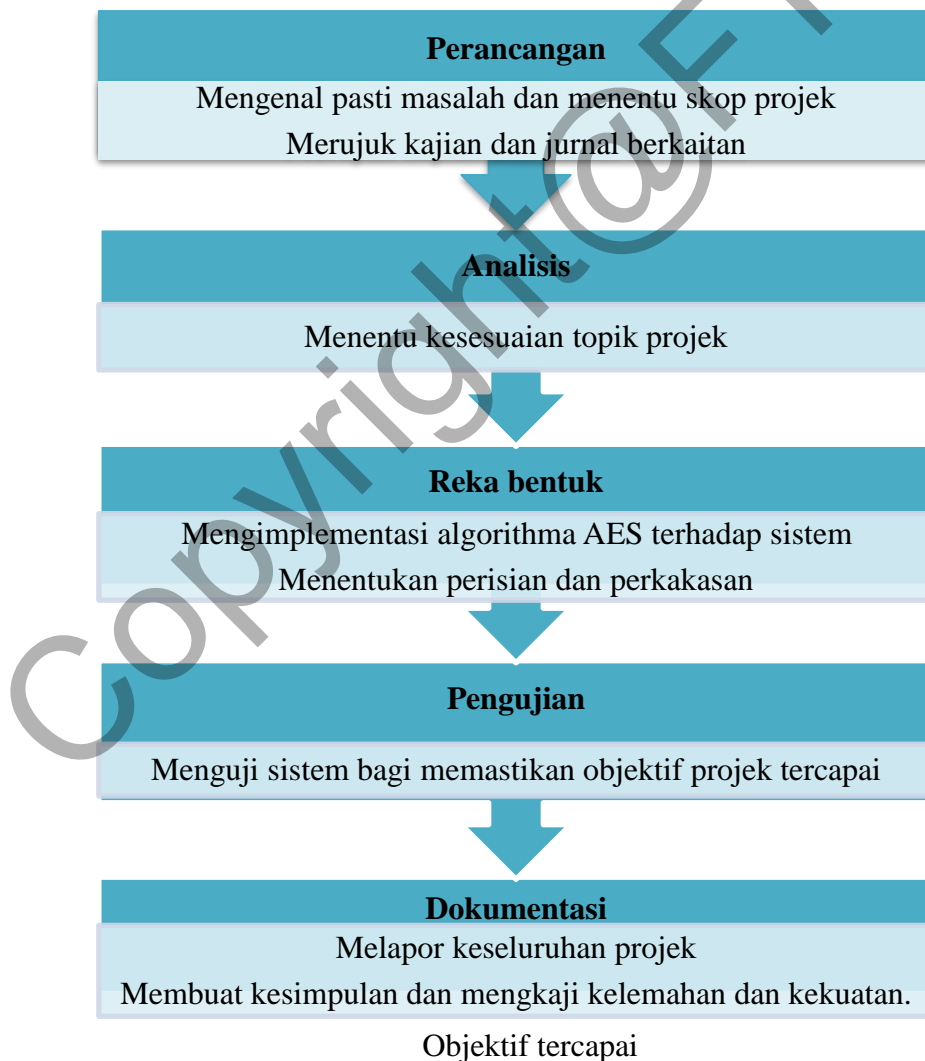 Perancangan
Mengenal pasti masalah dan menentu skop projek
Merujuk kajian dan jurnal berkaitan
Analisis
Menentu kesesuaian topik projek
Reka bentuk
Mengimplementasi algorithma AES terhadap sistem
Menentukan perisian dan perkakasan
Pengujian
Menguji sistem bagi memastikan objektif projek tercapai
Dokumentasi
Melapor keseluruhan projek
Membuat kesimpulan dan mengkaji kelemahan dan kekuatan.
Objektif tercapai
Copyright@F